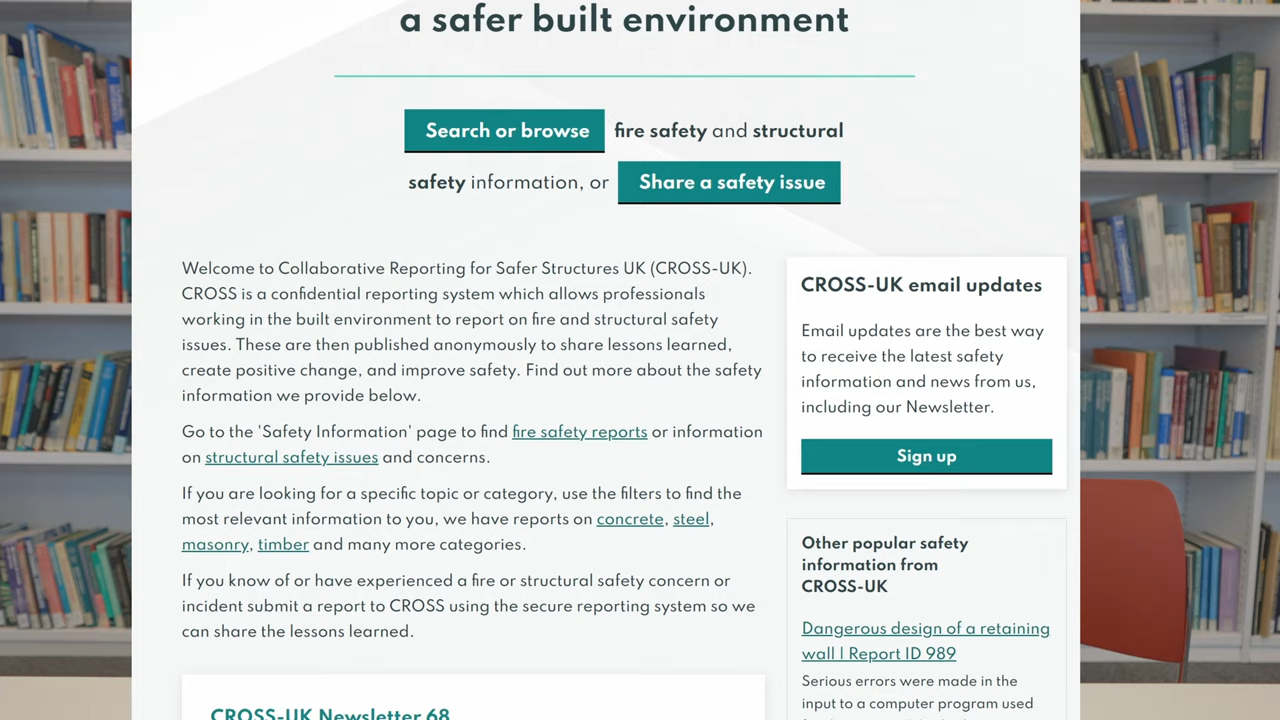 a safer built environment
Search or browse fire safety and structural
safety information, or Share a safety issue
Welcome to Collaborative Reporting for Safer Structures UK (CROSS-UK).
CROSS is a confidential reporting system which allows professionals
working in the built environment to report on fire and structural safety
issues. These are then published anonymously to share lessons learned,
create positive change, and improve safety. Find out more about the safety
information we provide below.
Go to the 'Safety Information' page to find fire safety reports or information
on structural safety issues and concerns.
If you are looking for a specific topic or category, use the filters to find the
most relevant information to you, we have reports on concrete, steel,
masonry, timber and many more categories.
If you know of or have experienced a fire or structural safety concern or
incident submit a report to CROSS using the secure reporting system so we
can share the lessons learned.
CROSS-UK Newsletter 68
CROSS-UK email updates
Email updates are the best way
to receive the latest safety
information and news from us,
including our Newsletter.
Sign up
Other popular safety
information from
CROSS-UK
Dangerous design of a retaining
wall | Report ID 989
Serious errors were made in the
input to a computer program used